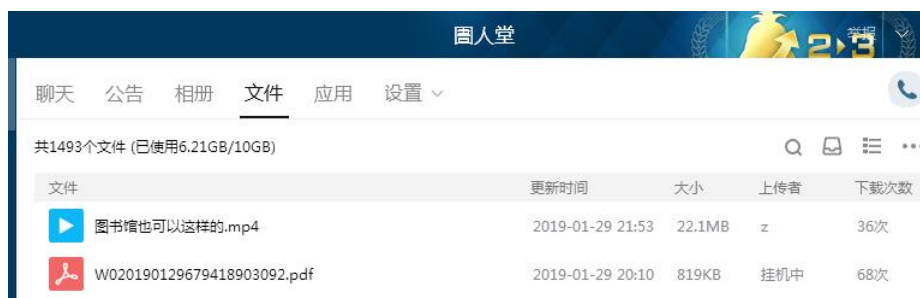 圕人堂
举报
2 3
聊天 公告 相册 文件 应用 设置
共1493个文件 (已使用6.21GB/10GB)
文件 更新时间 大小 上传者 下载次数
图书馆也可以这样的.mp4 2019-01-29 21:53 22.1MB z 36次
W020190129679418903092.pdf 2019-01-29 20:10 819KB 挂机中 68次